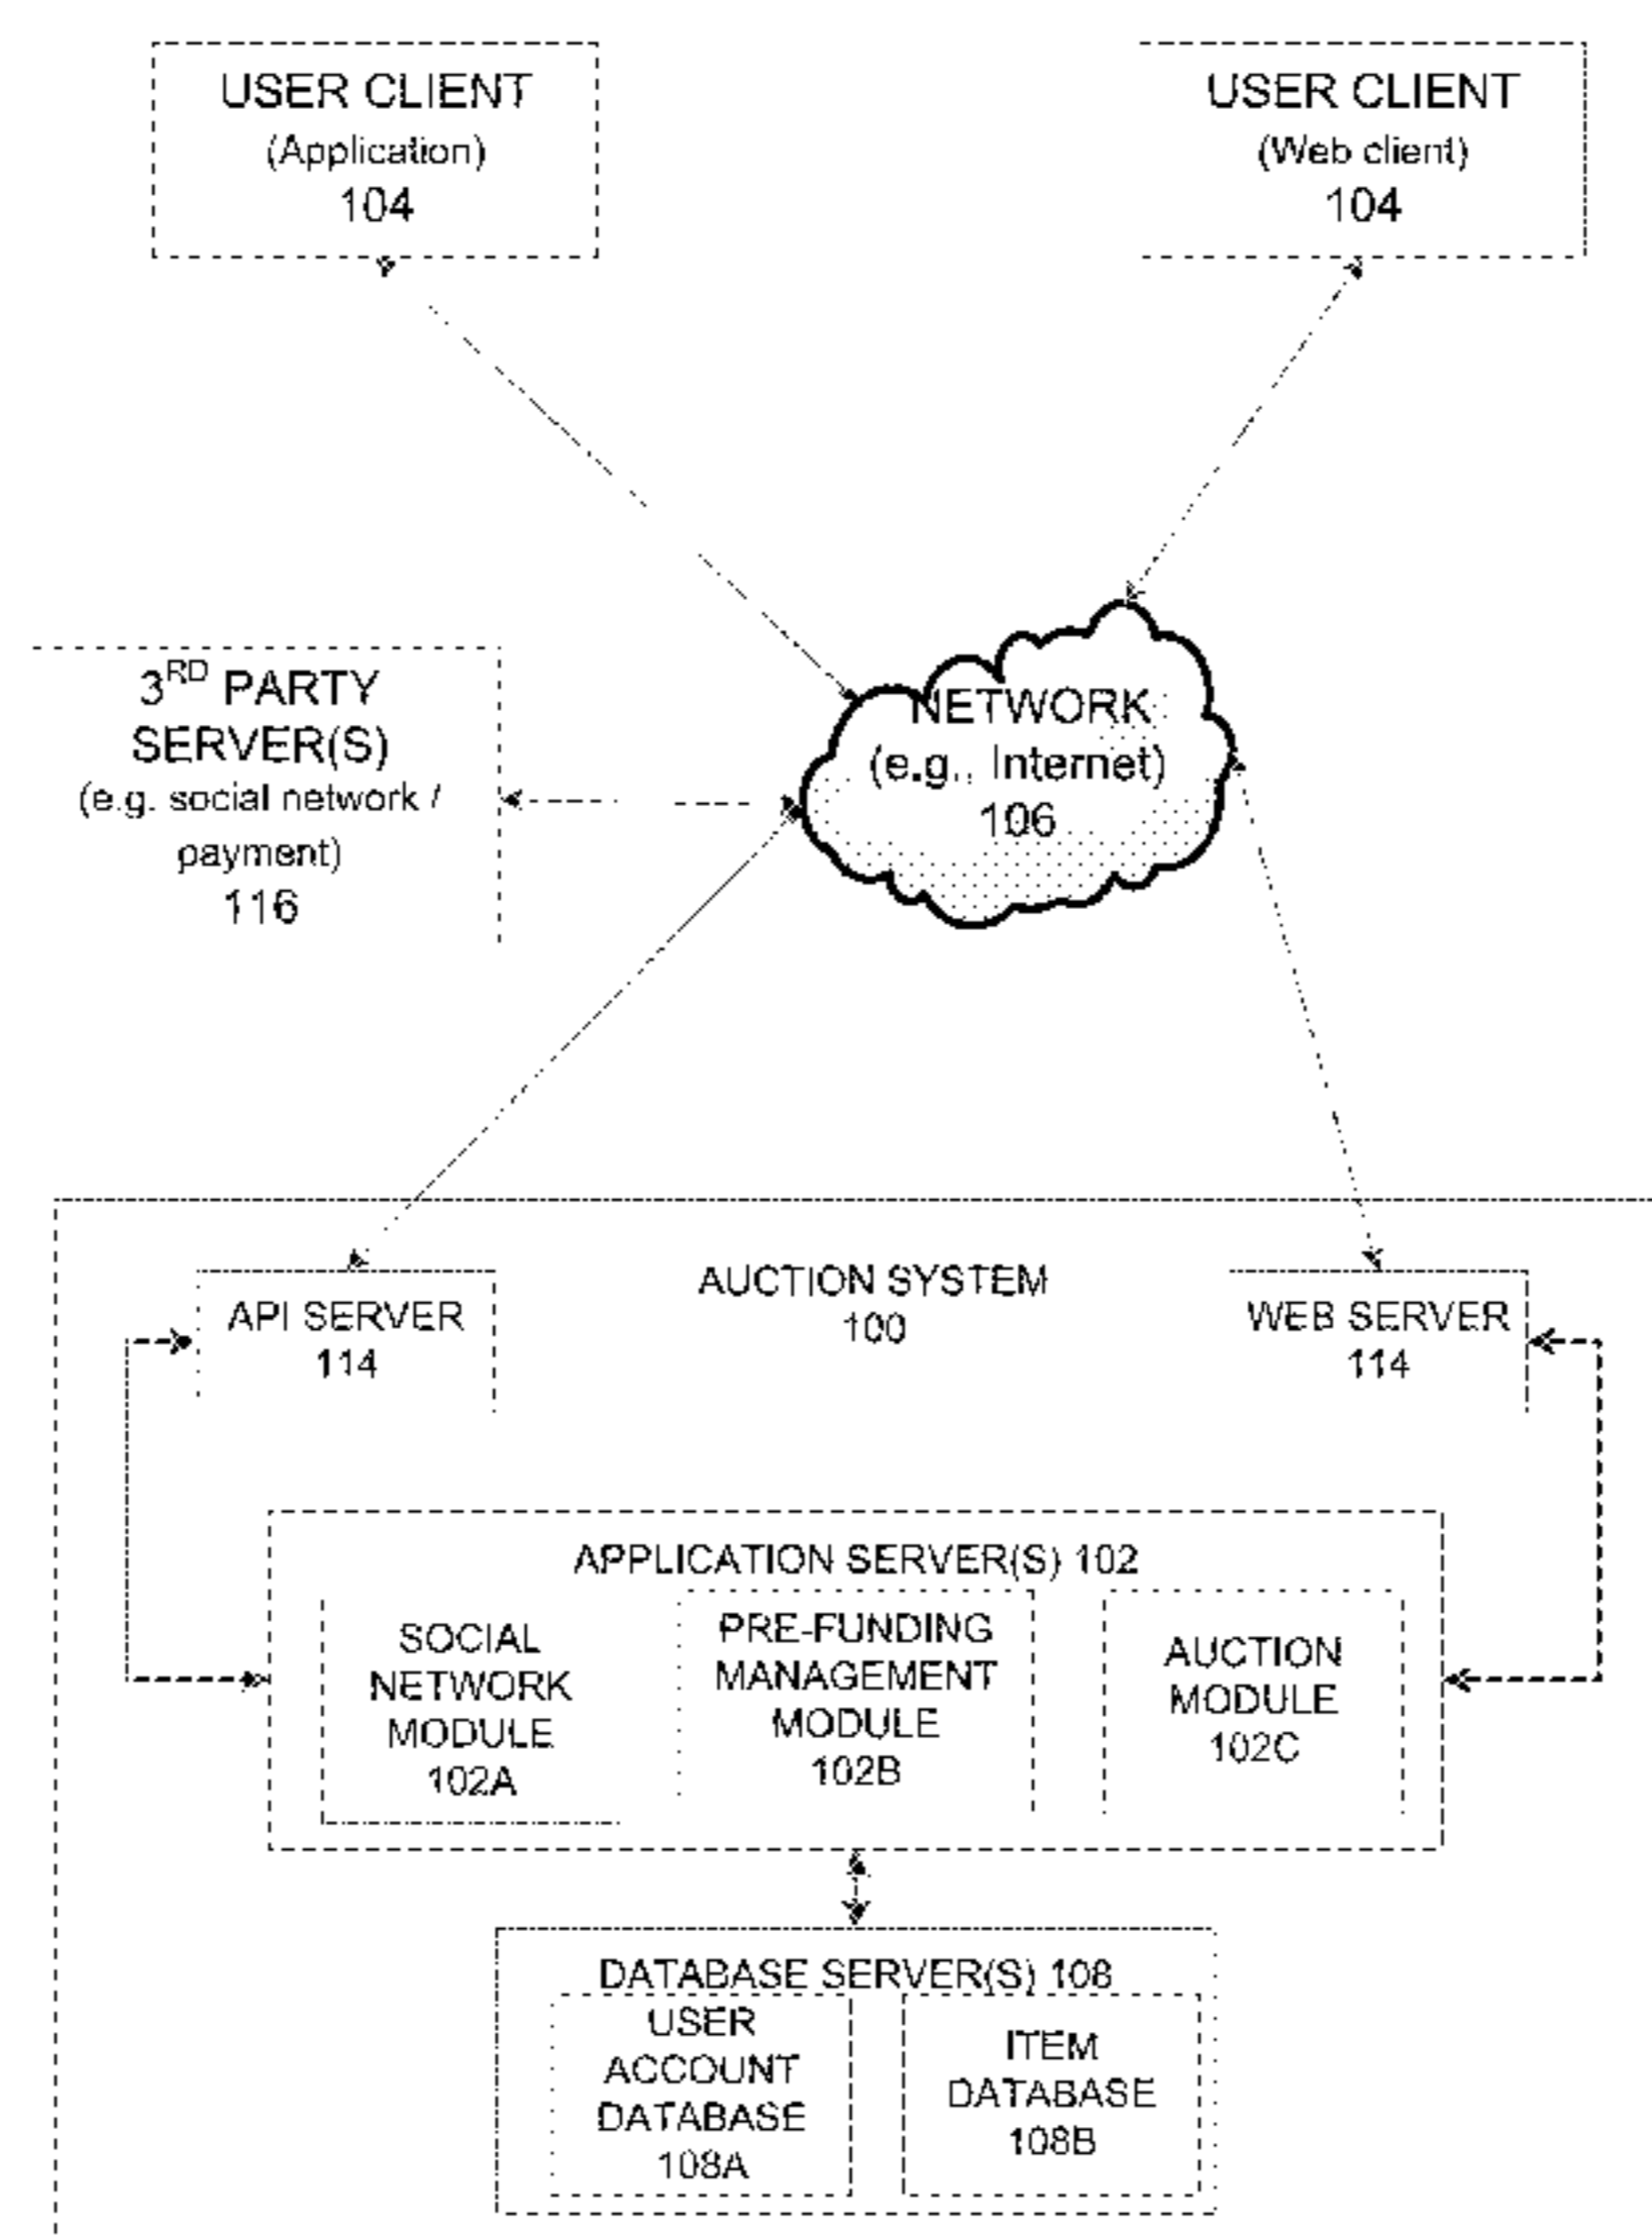 USER CLIENT
(Application)
104
USER CLIENT
(Web client)
104
3RD PARTY
SERVER(S)
(e.g. social network /
payment)
116
NETWORK
(e.g., Internet)
106
AUCTION SYSTEM
100
API SERVER
114
WEB SERVER
114
APPLICATION SERVER(S) 102
SOCIAL
NETWORK
MODULE
102A
PRE-FUNDING
MANAGEMENT
MODULE
102B
AUCTION
MODULE
102C
DATABASE SERVER(S) 108
USER
ACCOUNT
DATABASE
108A
ITEM
DATABASE
108B